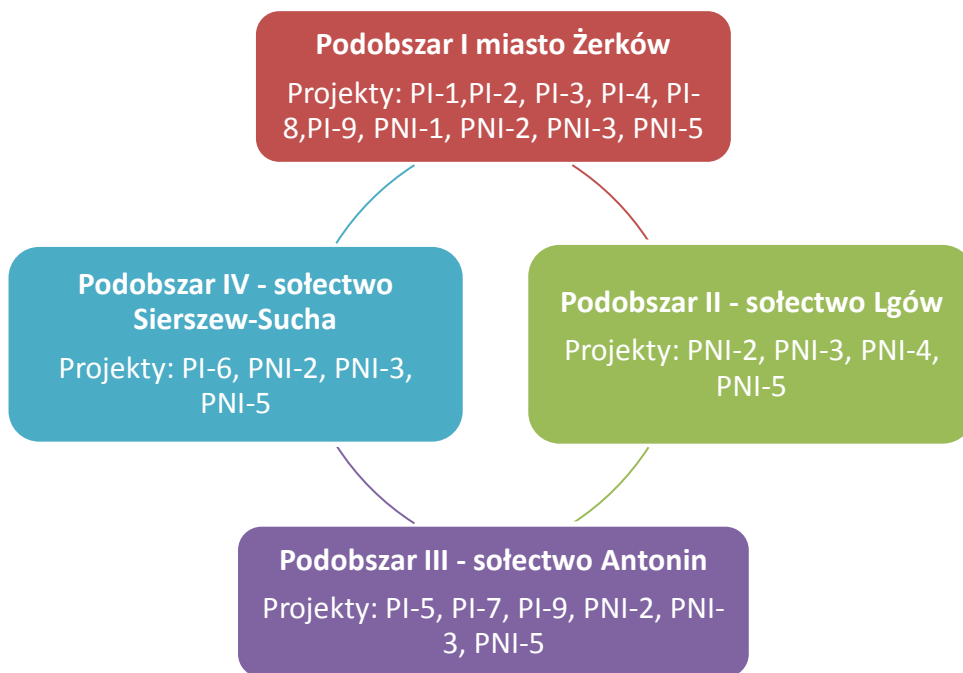 Podobszar I miasto Żerków
Projekty: PI-1,PI-2, PI-3, PI-4, PI-
8,PI-9, PNI-1, PNI-2, PNI-3, PNI-5
Podobszar IV - sołectwo
Sierszew-Sucha
Projekty: PI-6, PNI-2, PNI-3,
PNI-5
Podobszar II - sołectwo Lgów
Projekty: PNI-2, PNI-3, PNI-4,
PNI-5
Podobszar III - sołectwo Antonin
Projekty: PI-5, PI-7, PI-9, PNI-2, PNI-
3, PNI-5